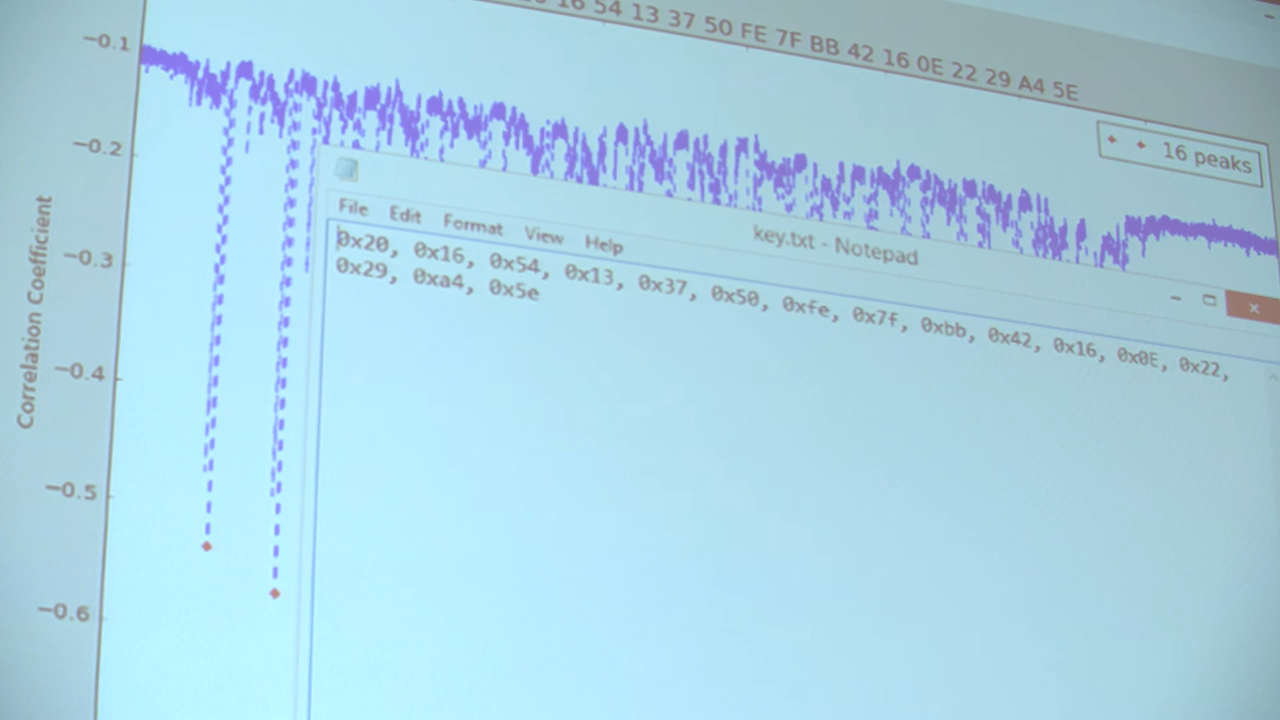 16 54 13 37 50 FE 7F BB 42 16 0E 22 29 A4 5E
−0.1
−0.2
−0.3
−0.4
−0.5
−0.6
Correlation Coefficient
16 peaks
key.txt - Notepad
File Edit Format View Help
0x20, 0x16, 0x54, 0x13, 0x37, 0x50, 0xfe, 0x7f, 0xbb, 0x42, 0x16, 0x0E, 0x22,
0x29, 0xa4, 0x5e